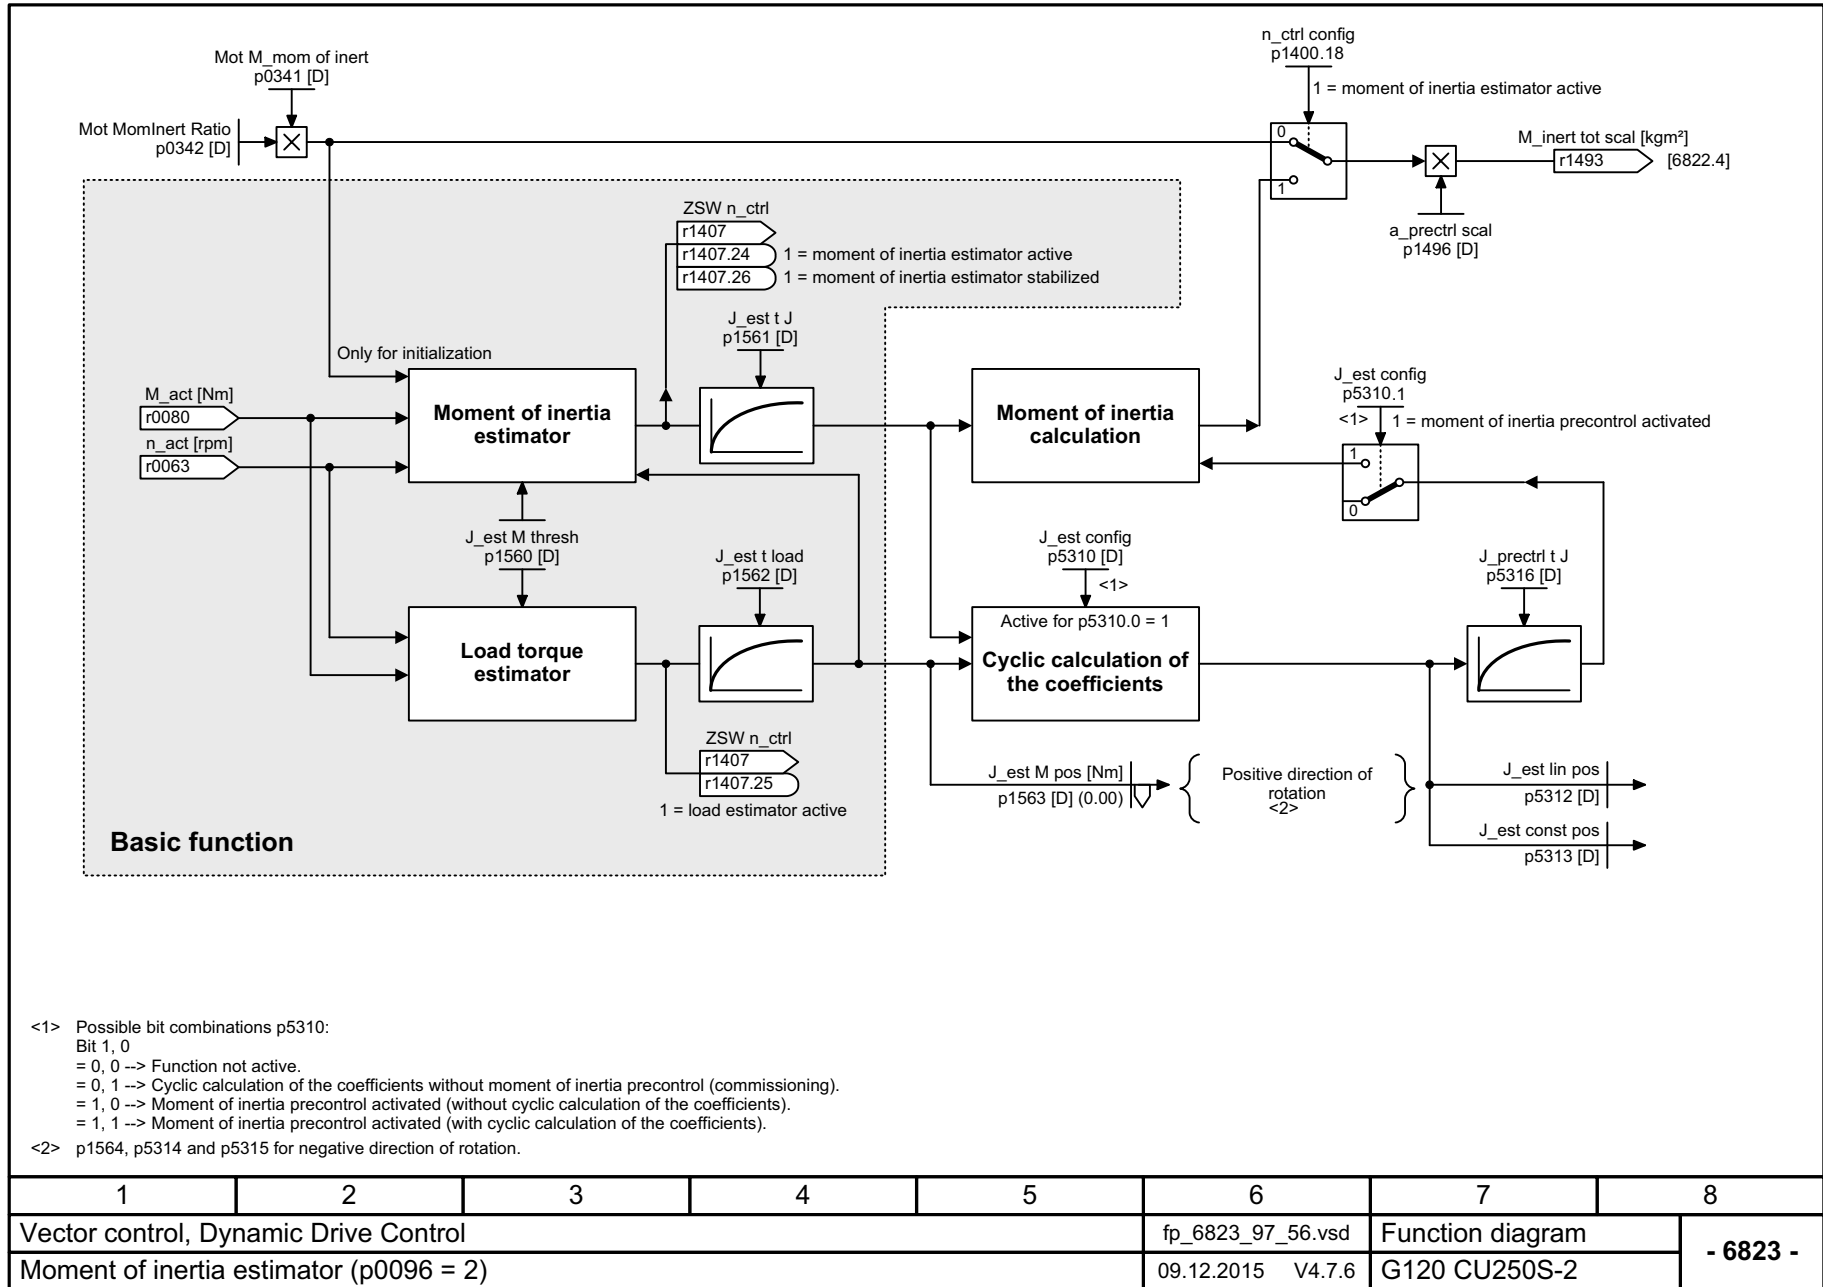 n_ctrl config
p1400.18
1 = moment of inertia estimator active
Mot M_mom of inert
p0341 [D]
Mot MomInert Ratio
p0342 [D]
0
1
M_inert tot scal [kgm²]
r1493
[6822.4]
a_prectrl scal
p1496 [D]
ZSW n_ctrl
r1407
r1407.24
1 = moment of inertia estimator active
r1407.26
1 = moment of inertia estimator stabilized
J_est t J
p1561 [D]
Only for initialization
M_act [Nm]
r0080
n_act [rpm]
r0063
Moment of inertia
estimator
Moment of inertia
calculation
J_est config
p5310.1
<1>
1 = moment of inertia precontrol activated
1
0
J_est M thresh
p1560 [D]
J_est t load
p1562 [D]
J_est config
p5310 [D]
<1>
J_prectrl t J
p5316 [D]
Load torque
estimator
Active for p5310.0 = 1
Cyclic calculation of
the coefficients
ZSW n_ctrl
r1407
r1407.25
1 = load estimator active
J_est M pos [Nm]
p1563 [D] (0.00)
Positive direction of
rotation
<2>
J_est lin pos
p5312 [D]
J_est const pos
p5313 [D]
Basic function
<1> Possible bit combinations p5310:
Bit 1, 0
= 0, 0 --> Function not active.
= 0, 1 --> Cyclic calculation of the coefficients without moment of inertia precontrol (commissioning).
= 1, 0 --> Moment of inertia precontrol activated (without cyclic calculation of the coefficients).
= 1, 1 --> Moment of inertia precontrol activated (with cyclic calculation of the coefficients).
<2> p1564, p5314 and p5315 for negative direction of rotation.
1 2 3 4 5 6 7 8
Vector control, Dynamic Drive Control
fp_6823_97_56.vsd
Function diagram
- 6823 -
Moment of inertia estimator (p0096 = 2)
09.12.2015 V4.7.6
G120 CU250S-2